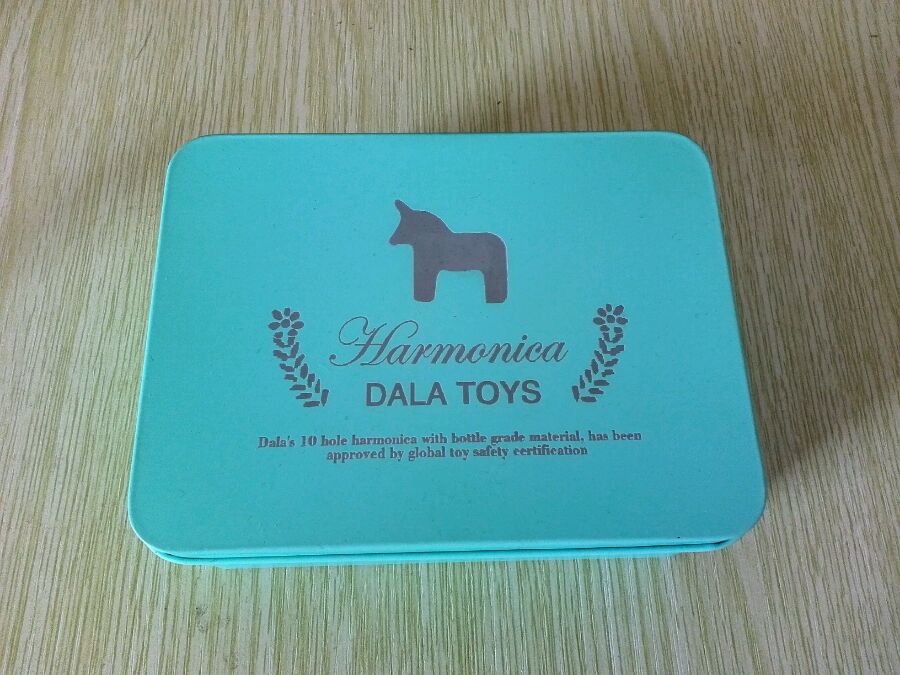 Harmonica
DALA TOYS
Dala's 10 hole harmonica with bottle grade material, has been
approved by global toy safety certification